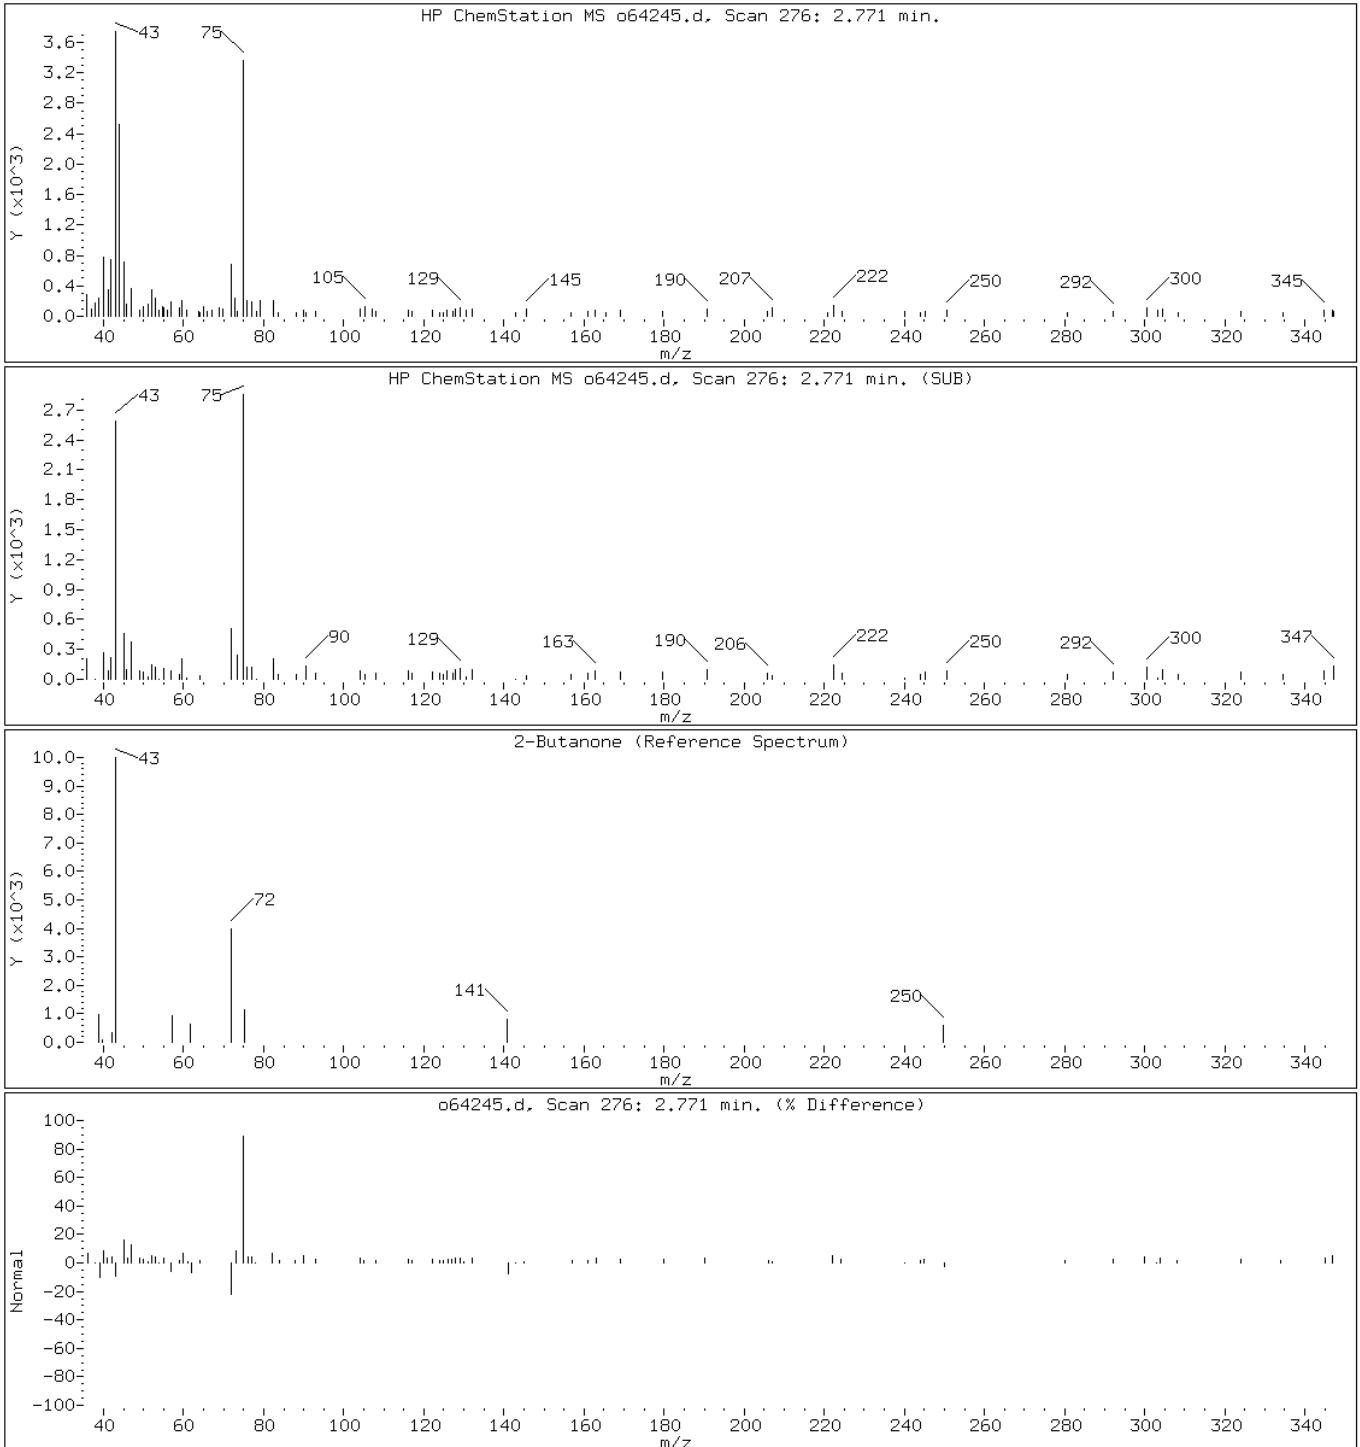 HP ChemStation MS o64245.d, Scan 276: 2.771 min.
43 75
3.6
3.2
2.8
2.4
2.0
1.6
1.2
0.8
0.4
0.0
Y (x10^3)
105 129 145 190 207 222 250 292 300 345
40 60 80 100 120 140 160 180 200 220 240 260 280 300 320 340
m/z
HP ChemStation MS o64245.d, Scan 276: 2.771 min. (SUB)
43 75
2.7
2.4
2.1
1.8
1.5
1.2
0.9
0.6
0.3
0.0
Y (x10^3)
90 129 163 190 206 222 250 292 300 347
40 60 80 100 120 140 160 180 200 220 240 260 280 300 320 340
m/z
2-Butanone (Reference Spectrum)
43
10.0
9.0
8.0
7.0
6.0
5.0
4.0
3.0
2.0
1.0
0.0
Y (x10^3)
72
141 250
40 60 80 100 120 140 160 180 200 220 240 260 280 300 320 340
m/z
o64245.d, Scan 276: 2.771 min. (% Difference)
100
80
60
40
20
0
-20
-40
-60
-80
-100
Normal
40 60 80 100 120 140 160 180 200 220 240 260 280 300 320 340
m/z